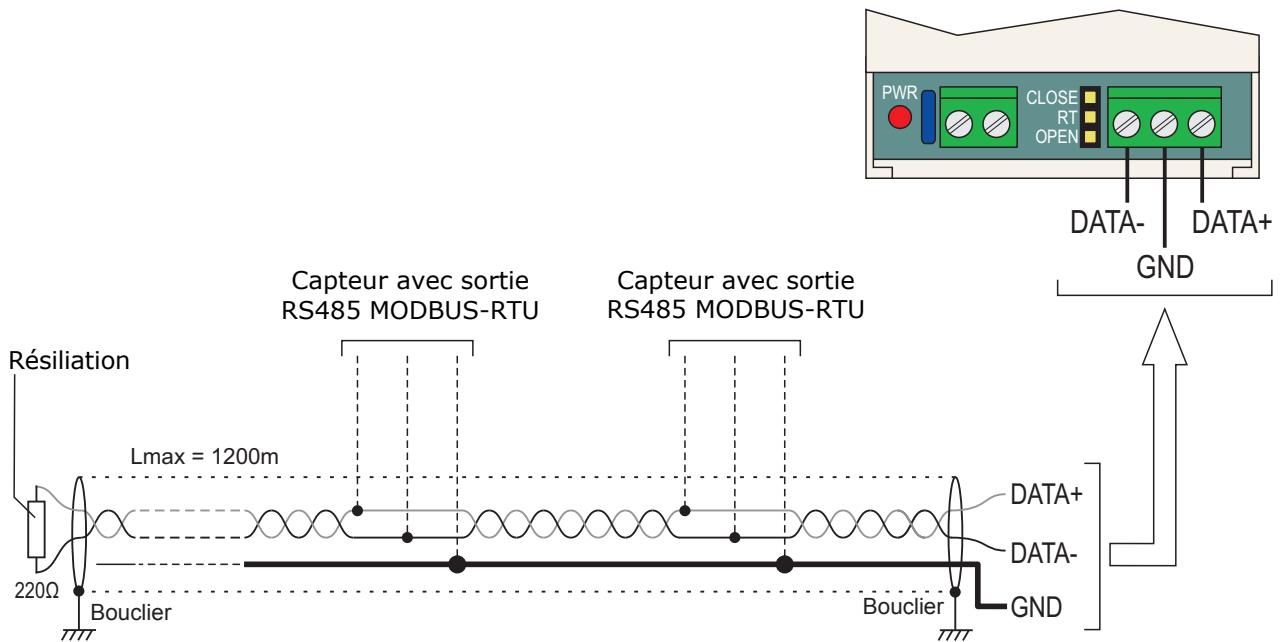 PWR
CLOSE
RT
OPEN
DATA-
DATA+
GND
Capteur avec sortie
RS485 MODBUS-RTU
Capteur avec sortie
RS485 MODBUS-RTU
Résiliation
Lmax = 1200m
DATA+
DATA-
220Ω
Bouclier
Bouclier
GND